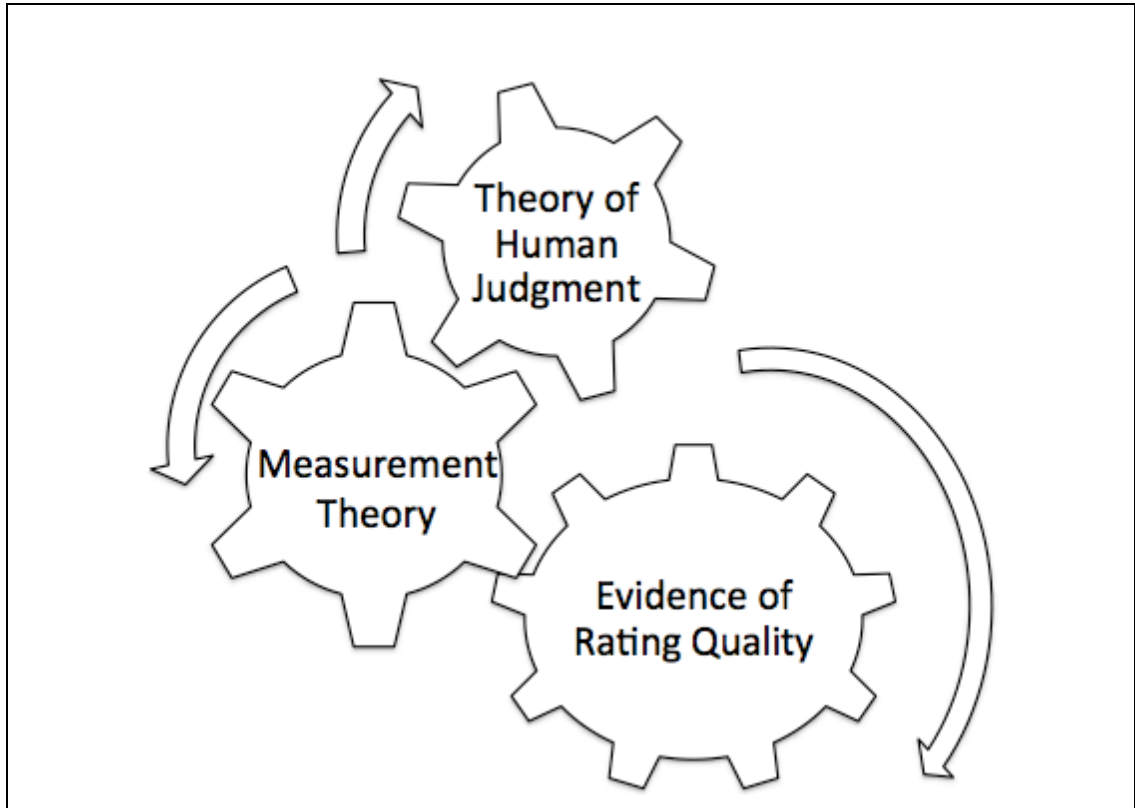 Theory of
Human
Judgment
Measurement
Theory
Evidence of
Rating Quality